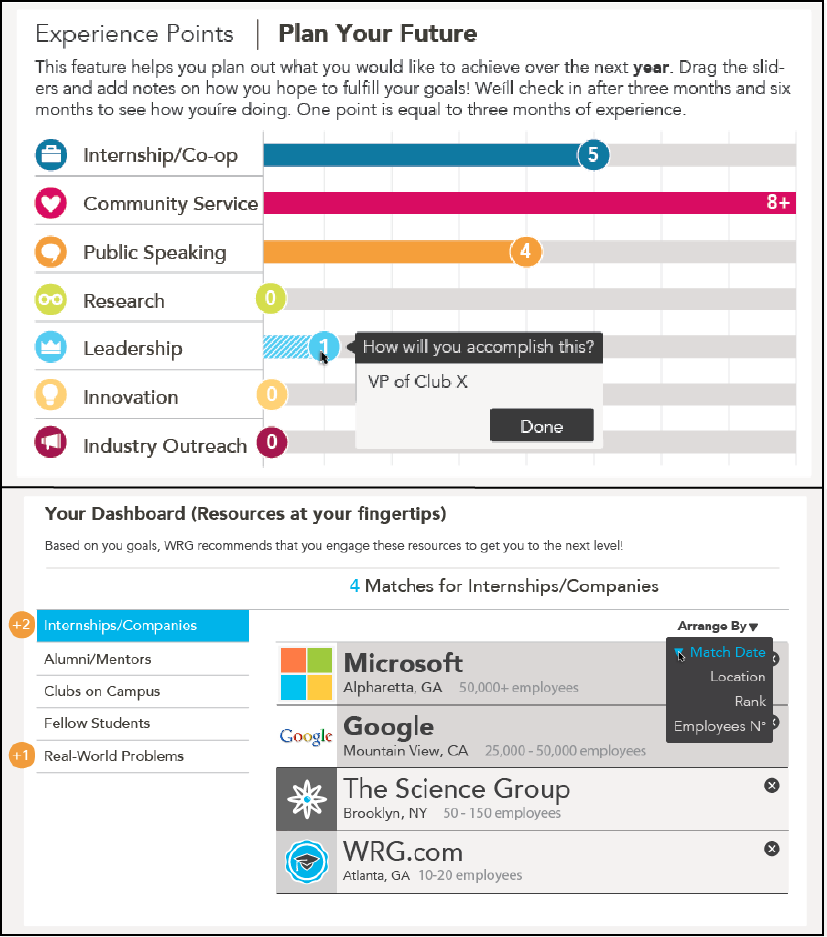 Experience Points | Plan Your Future
This feature helps you plan out what you would like to achieve over the next year. Drag the slid-
ers and add notes on how you hope to fulfill your goals! Weíll check in after three months and six
months to see how youíre doing. One point is equal to three months of experience.
Internship/Co-op 5
Community Service 8+
Public Speaking 4
Research 0
Leadership 1 How will you accomplish this?
VP of Club X
Innovation 0
Done
Industry Outreach 0
Your Dashboard (Resources at your fingertips)
Based on you goals, WRG recommends that you engage these resources to get you to the next level!
4 Matches for Internships/Companies
+2 Internships/Companies
Alumni/Mentors
Clubs on Campus
Fellow Students
+1 Real-World Problems
Arrange By
Match Date
Location
Rank
Employees N°
Microsoft
Alpharetta, GA 50,000+ employees
Google Google
Mountain View, CA 25,000 - 50,000 employees
The Science Group
Brooklyn, NY 50 - 150 employees
WRG.com
Atlanta, GA 10-20 employees